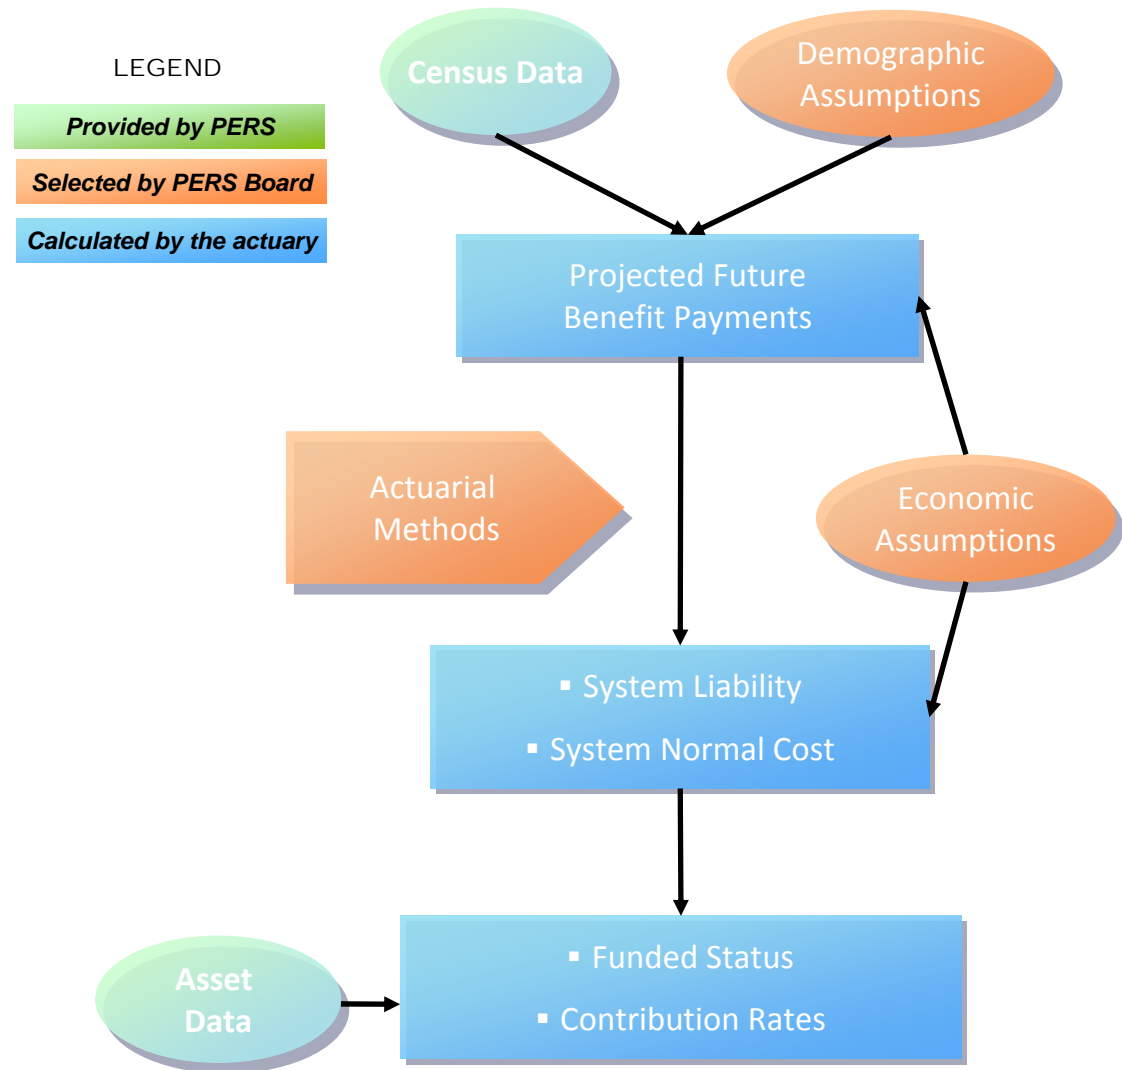 LEGEND
Provided by PERS
Selected by PERS Board
Calculated by the actuary
Census Data
Demographic
Assumptions
Projected Future
Benefit Payments
Actuarial
Methods
Economic
Assumptions
▪ System Liability
▪ System Normal Cost
Asset
Data
▪ Funded Status
▪ Contribution Rates